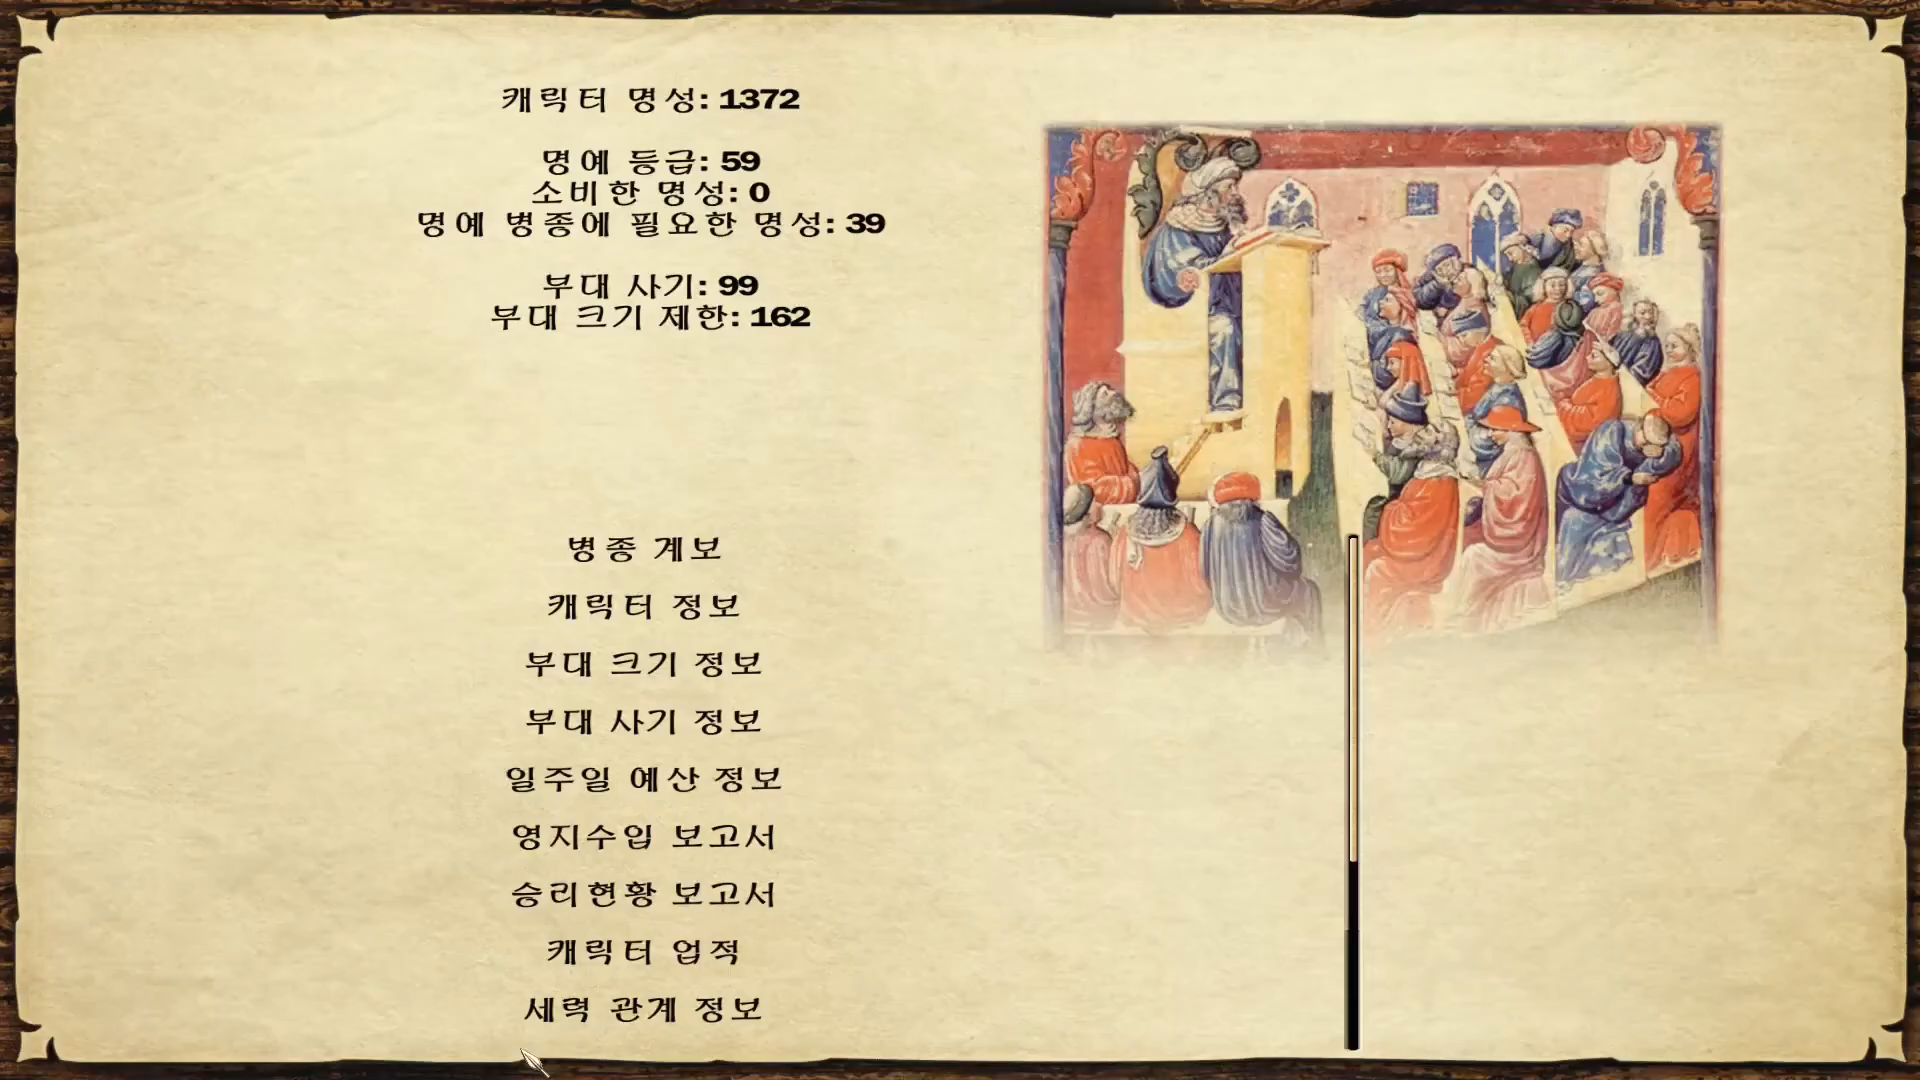 캐릭터 명성: 1372
명예 등급: 59
소비한 명성: 0
명예 병종에 필요한 명성: 39
부대 사기: 99
부대 크기 제한: 162
병종 계보
캐릭터 정보
부대 크기 정보
부대 사기 정보
일주일 예산 정보
영지수입 보고서
승리현황 보고서
캐릭터 업적
세력 관계 정보